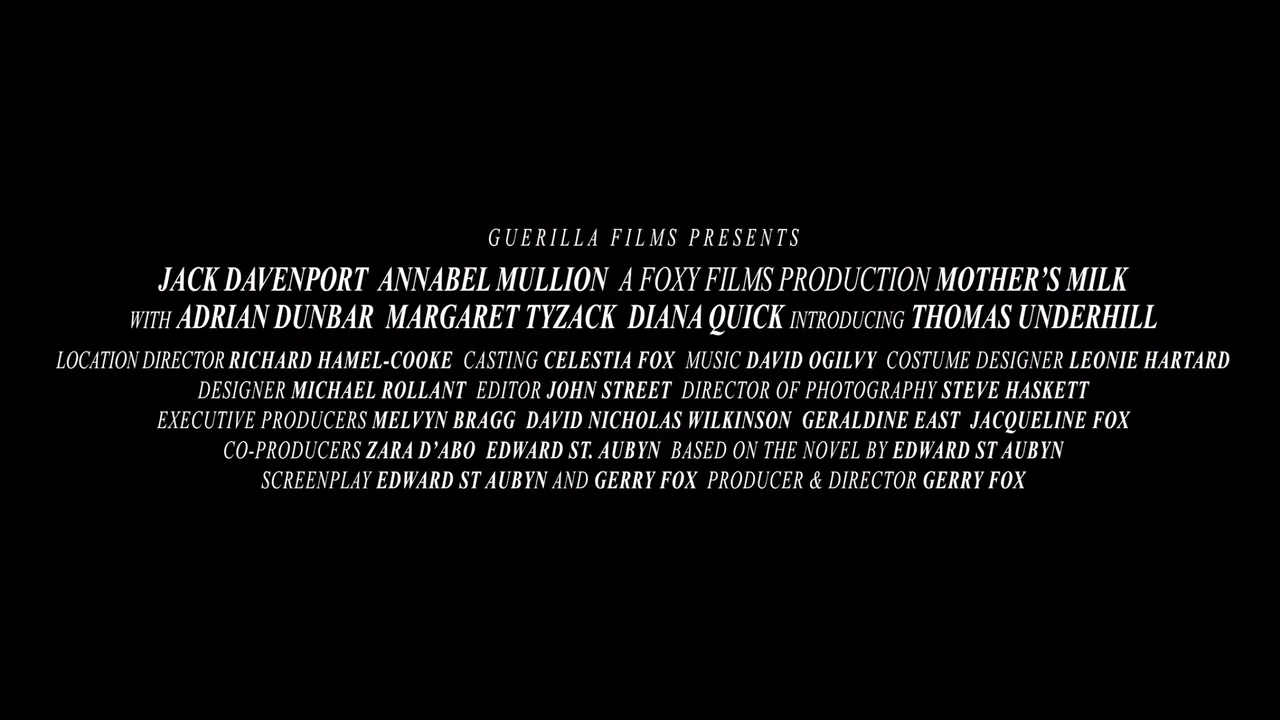 GUERILLA FILMS PRESENTS
JACK DAVENPORT ANNABEL MULLION A FOXY FILMS PRODUCTION MOTHER'S MILK
WITH ADRIAN DUNBAR MARGARET TYZACK DIANA QUICK INTRODUCING THOMAS UNDERHILL
LOCATION DIRECTOR RICHARD HAMEL-COOKE CASTING CELESTIA FOX MUSIC DAVID OGILVY COSTUME DESIGNER LEONIE HARTARD
DESIGNER MICHAEL ROLLANT EDITOR JOHN STREET DIRECTOR OF PHOTOGRAPHY STEVE HASKETT
EXECUTIVE PRODUCERS MELVYN BRAGG DAVID NICHOLAS WILKINSON GERALDINE EAST JACQUELINE FOX
CO-PRODUCERS ZARA D'ABO EDWARD ST. AUBYN BASED ON THE NOVEL BY EDWARD ST AUBYN
SCREENPLAY EDWARD ST AUBYN AND GERRY FOX PRODUCER & DIRECTOR GERRY FOX